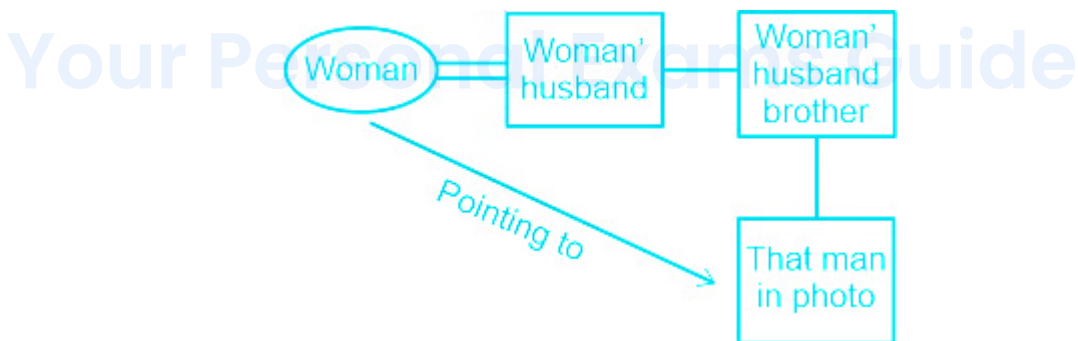 Your Personal Exams Guide
Woman
Woman'
husband
Woman'
husband
brother
Pointing to
That man
in photo